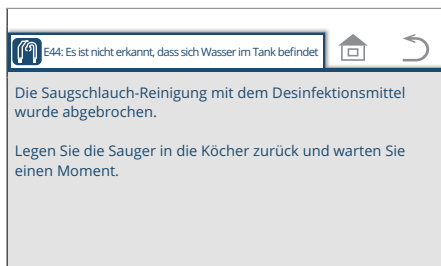 E44: Es ist nicht erkannt, dass sich Wasser im Tank befindet
Die Saugschlauch-Reinigung mit dem Desinfektionsmittel
wurde abgebrochen.
Legen Sie die Sauger in die Köcher zurück und warten Sie
einen Moment.